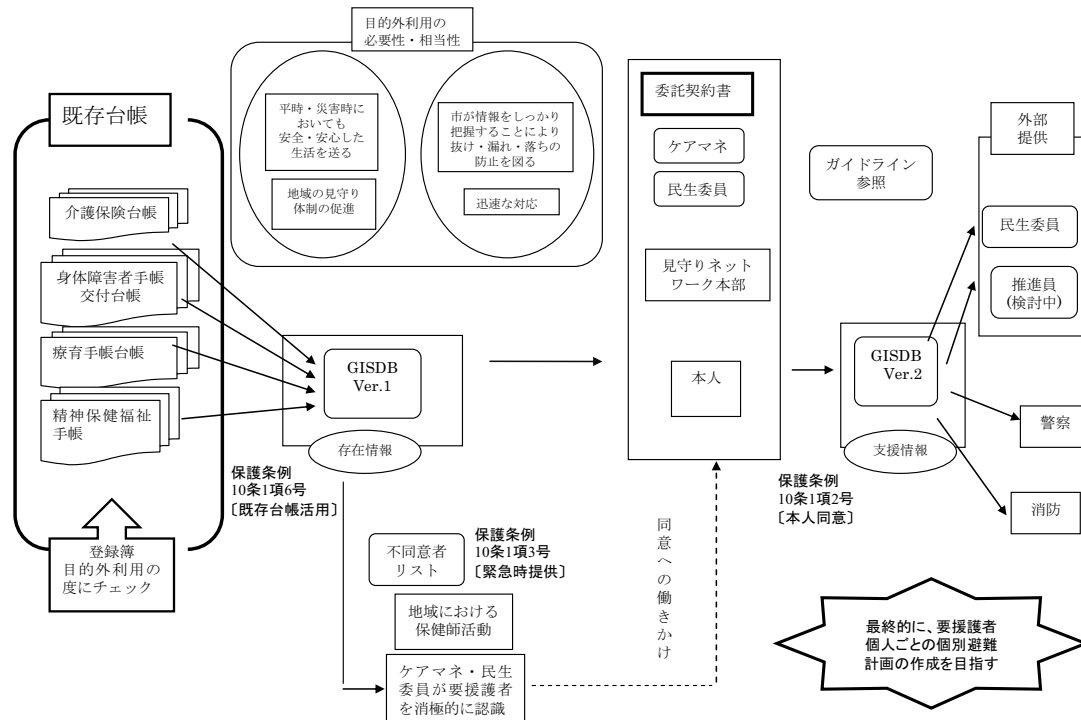 目的外利用の
必要性・相当性
平時・災害時に
おいても
安全・安心した
生活を送る
地域の見守り
体制の促進
市が情報をしっかり
把握することにより
抜け・漏れ・落ちの
防止を図る
迅速な対応
既存台帳
介護保険台帳
身体障害者手帳
交付台帳
療育手帳台帳
精神保健福祉
手帳
登録簿
目的外利用の
度にチェック
GISDB
Ver.1
存在情報
保護条例
10条1項6号
〔既存台帳活用〕
不同意者
リスト
保護条例
10条1項3号
〔緊急時提供〕
地域における
保健師活動
ケアマネ・民生
委員が要援護者
を消極的に認識
委託契約書
ケアマネ
民生委員
見守りネット
ワーク本部
本人
同意への働きかけ
ガイドライン
参照
GISDB
Ver.2
支援情報
保護条例
10条1項2号
〔本人同意〕
外部
提供
民生委員
推進員
(検討中)
警察
消防
最終的に、要援護者
個人ごとの個別避難
計画の作成を目指す